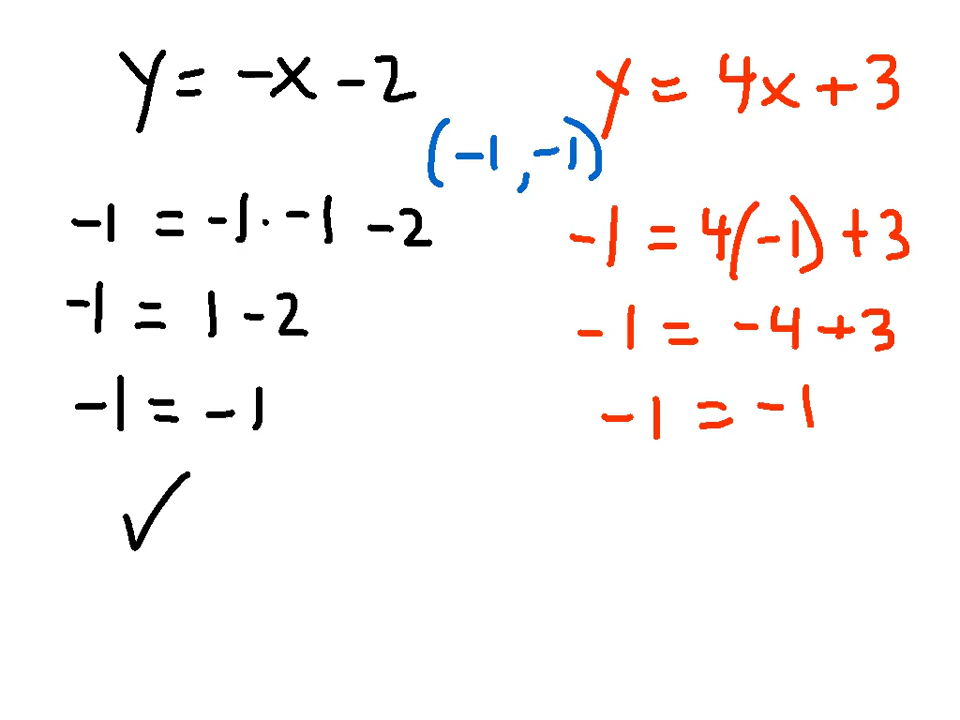 y = -x - 2
y = 4x + 3
(-1, -1)
-1 = -1 · -1 - 2
-1 = 4(-1) + 3
-1 = 1 - 2
-1 = -4 + 3
-1 = -1
-1 = -1
✓